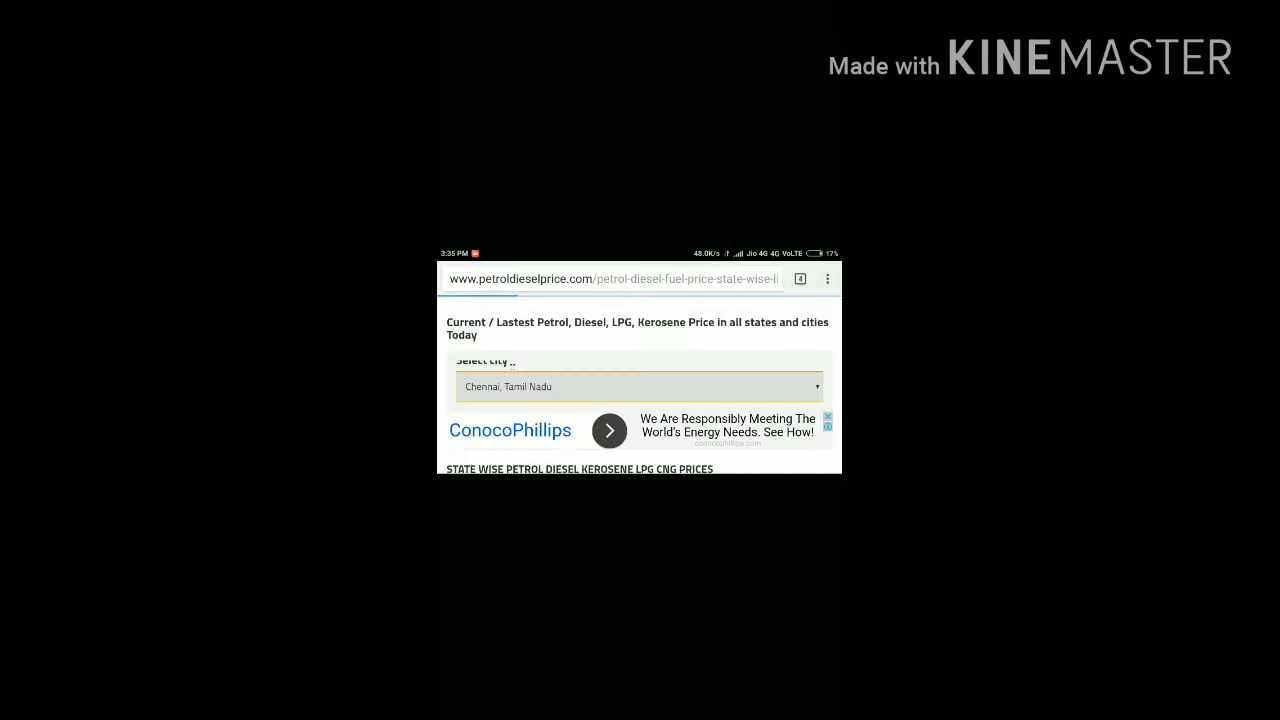 Made with KINEMASTER
3:35 PM 48.0K/s Jio 4G 4G VoLTE 17%
www.petroldieselprice.com/petrol-diesel-fuel-price-state-wise-li 4
Current / Lastest Petrol, Diesel, LPG, Kerosene Price in all states and cities
Today
Select City
Chennai, Tamil Nadu
ConocoPhillips
We Are Responsibly Meeting The
World's Energy Needs. See How!
conocophillips.com
STATE WISE PETROL DIESEL KEROSENE LPG CNG PRICES